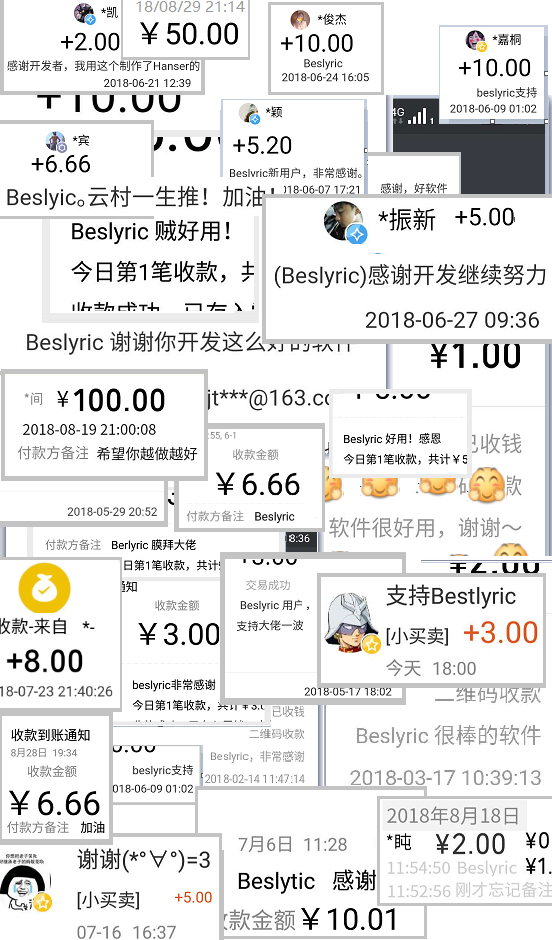 *凯
+2.00
感谢开发者，我用这个制作了Hanser的
2018-06-21 12:39
18/08/29 21:14
￥50.00
*俊杰
+10.00
Beslyric
2018-06-24 16:05
*嘉桐
+10.00
beslyric支持
2018-06-09 01:02
+10.00
*宾
+6.66
Beslyic。云村一生推！加油！
*颖
+5.20
Beslyric新用户，非常感谢。
2018-06-07 17:21
4G
感谢，好软件
*振新 +5.00
(Beslyric)感谢开发继续努力
2018-06-27 09:36
Beslyric 贼好用！
今日第1笔收款，共
Beslyric 谢谢你开发这么好的软件
￥1.00
*间 ￥100.00
2018-08-19 21:00:08
付款方备注 希望你越做越好
jt***@163.co
Beslyric 好用！感恩
今日第1笔收款，共计￥5
已收钱
:55, 6-1
收款金额
￥6.66
付款方备注 Beslyric
2018-05-29 20:52
软件很好用，谢谢～
付款方备注 Berlyric 膜拜大佬
日第1笔收款，共计
8:36
￥2.00
收款-来自 *-
+8.00
18-07-23 21:40:26
通知
收款金额
￥3.00
beslyric非常感谢
今日第1笔收款，共计￥3.0
交易成功
Beslyric 用户，
支持大佬一波
2018-05-17 18:02
支持Bestlyric
[小买卖] +3.00
今天 18:00
二维码收款
Beslyric 很棒的软件
2018-03-17 10:39:13
收款到账通知
8月28日 19:34
收款金额
￥6.66
付款方备注 加油
beslyric支持
2018-06-09 01:02
已收钱
二维码收款
Beslyric，非常感谢
2018-02-14 11:47:14
谢谢(*°∀°)=3
[小买卖] +5.00
07-16 16:37
7月6日 11:28
Beslytic 感谢
收款金额￥10.01
2018年8月18日
*盹 ￥2.00 ￥0
11:54:50 Beslyric ￥1.
11:52:56 刚才忘记备注